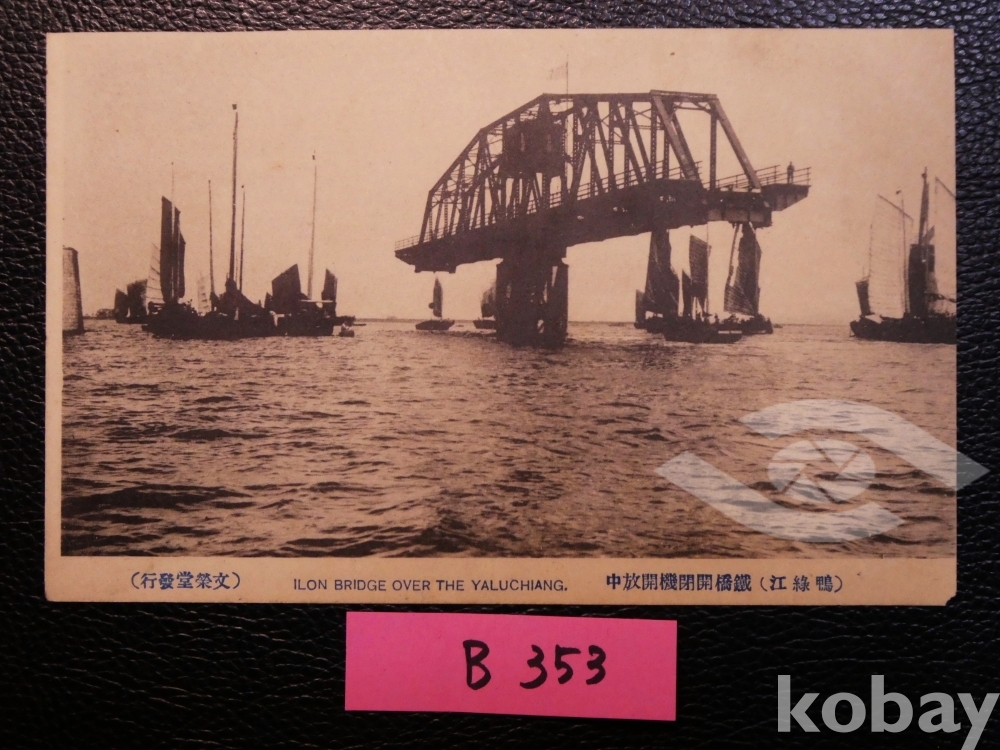 (行發堂榮文) ILON BRIDGE OVER THE YALUCHIANG. 中放開機閉開橋鐵 (江綠鴨)
B 353
kobay